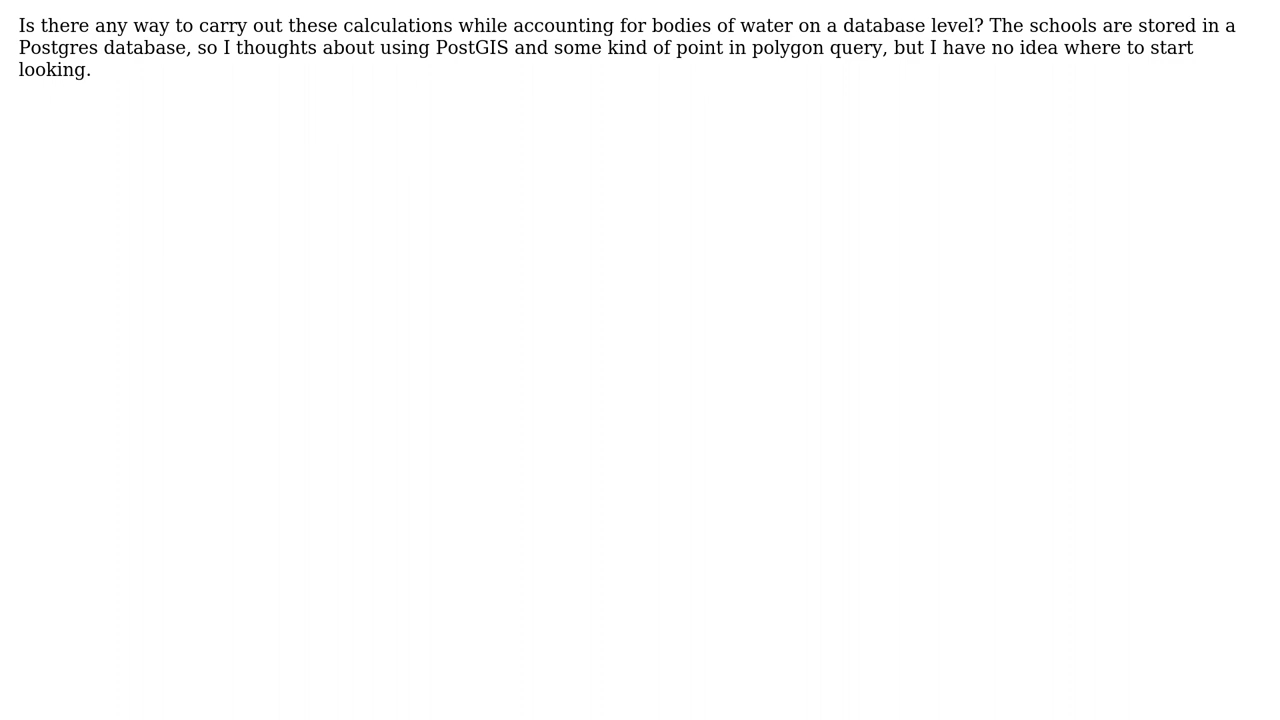 Is there any way to carry out these calculations while accounting for bodies of water on a database level? The schools are stored in a
Postgres database, so I thoughts about using PostGIS and some kind of point in polygon query, but I have no idea where to start
looking.